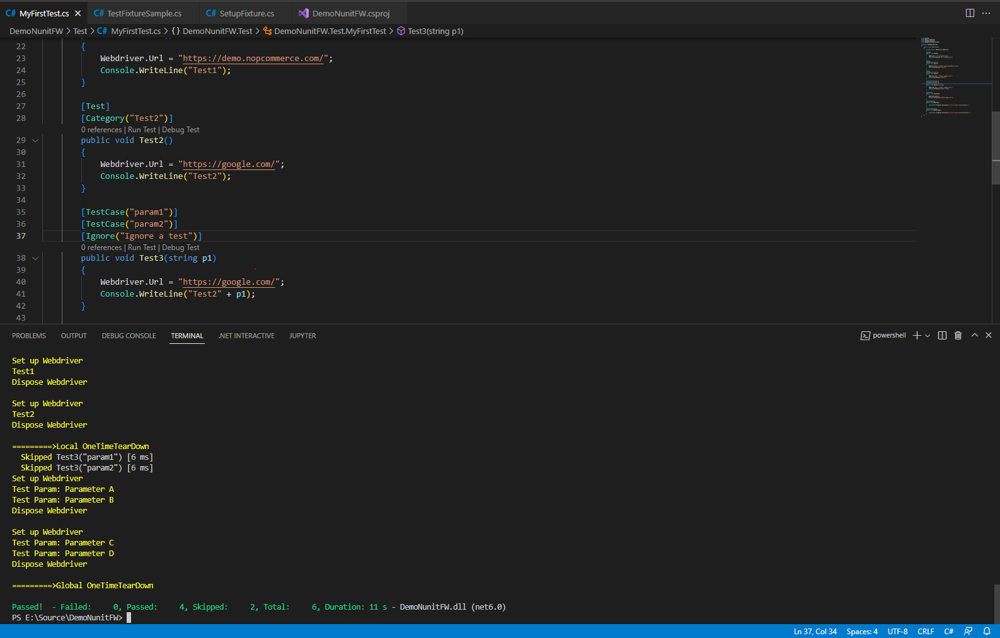 C# MyFirstTest.cs
C# TestFixtureSample.cs
C# SetupFixture.cs
DemoNunitFW.csproj
DemoNunitFW > Test > C# MyFirstTest.cs > {} DemoNunitFW.Test > DemoNunitFW.Test.MyFirstTest > Test3(string p1)
22 {
23 Webdriver.Url = "https://demo.nopcommerce.com/";
24 Console.WriteLine("Test1");
25 }
26
27 [Test]
28 [Category("Test2")]
0 references | Run Test | Debug Test
29 public void Test2()
30 {
31 Webdriver.Url = "https://google.com/";
32 Console.WriteLine("Test2");
33 }
34
35 [TestCase("param1")]
36 [TestCase("param2")]
37 [Ignore("Ignore a test")]
0 references | Run Test | Debug Test
38 public void Test3(string p1)
39 {
40 Webdriver.Url = "https://google.com/";
41 Console.WriteLine("Test2" + p1);
42 }
43
PROBLEMS OUTPUT DEBUG CONSOLE TERMINAL .NET INTERACTIVE JUPYTER
powershell
Set up Webdriver
Test1
Dispose Webdriver
Set up Webdriver
Test2
Dispose Webdriver
=========>Local OneTimeTearDown
Skipped Test3("param1") [6 ms]
Skipped Test3("param2") [6 ms]
Set up Webdriver
Test Param: Parameter A
Test Param: Parameter B
Dispose Webdriver
Set up Webdriver
Test Param: Parameter C
Test Param: Parameter D
Dispose Webdriver
=========>Global OneTimeTearDown
Passed! - Failed: 0, Passed: 4, Skipped: 2, Total: 6, Duration: 11 s - DemoNunitFW.dll (net6.0)
PS E:\Source\DemoNunitFW>
Ln 37, Col 34 Spaces: 4 UTF-8 CRLF C#